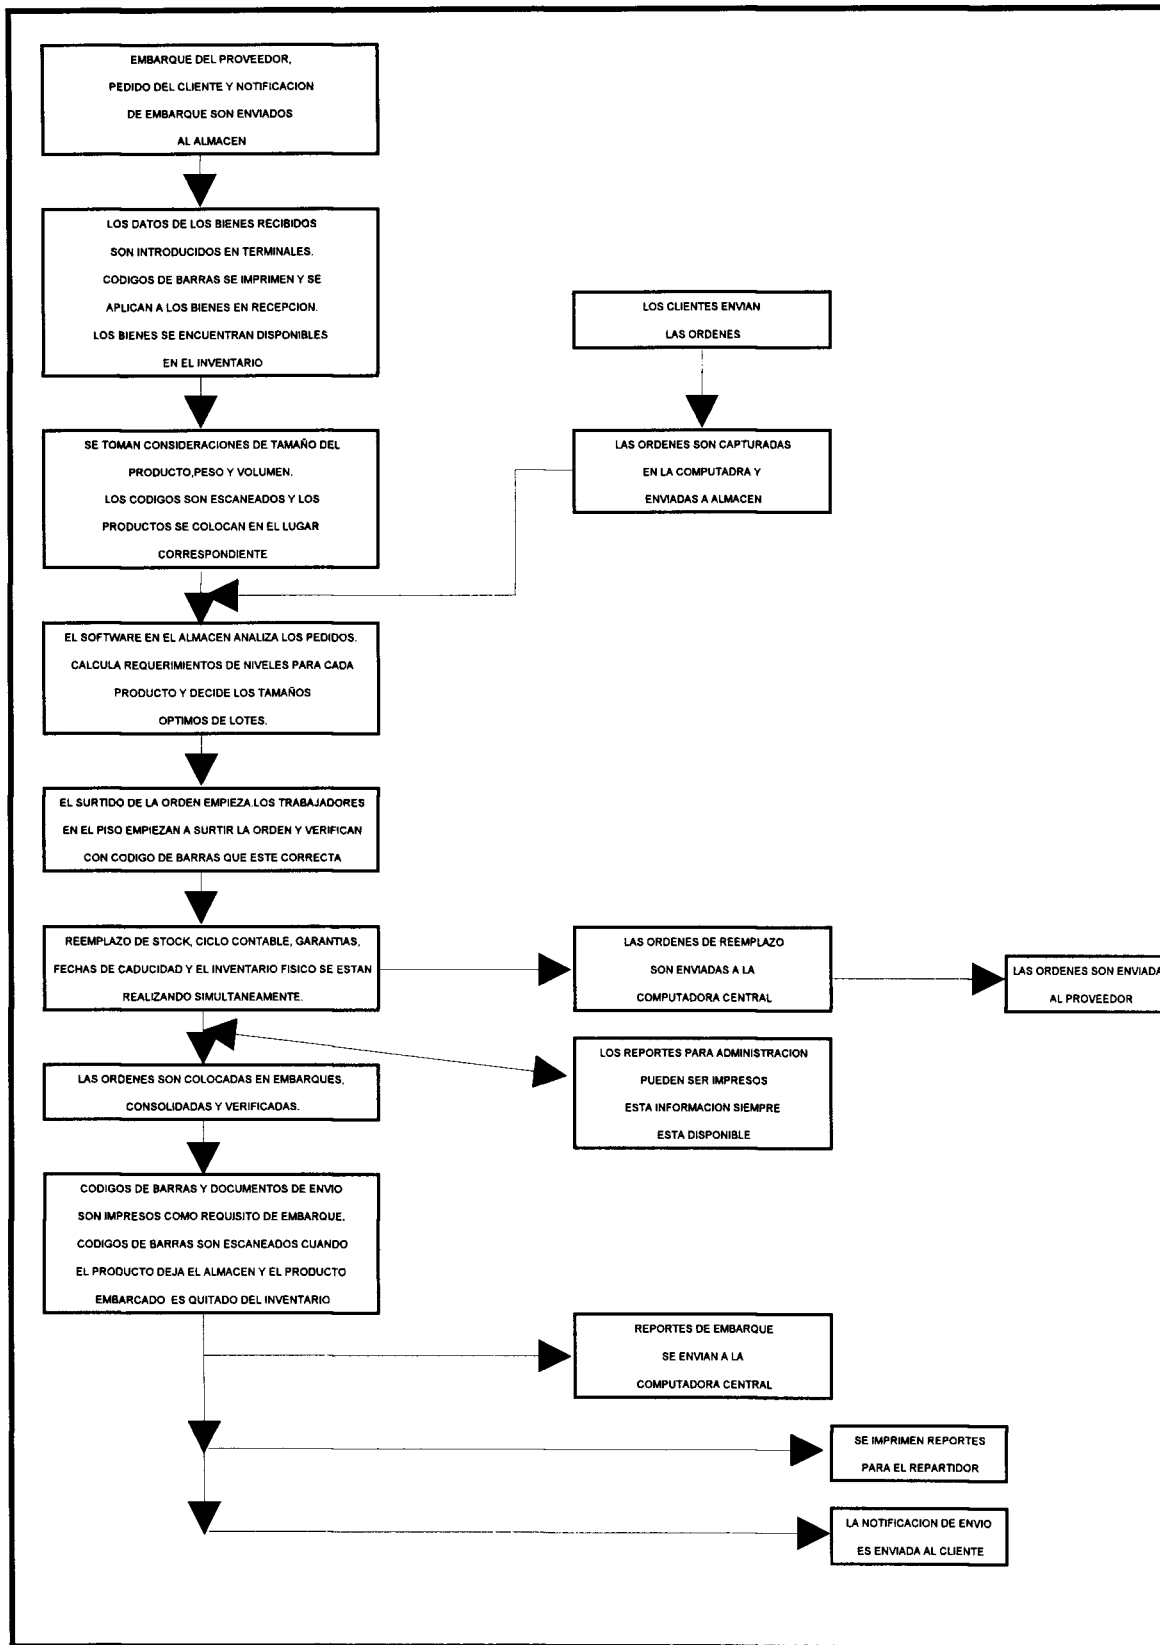 EMBARQUE DEL PROVEEDOR,
PEDIDO DEL CLIENTE Y NOTIFICACION
DE EMBARQUE SON ENVIADOS
AL ALMACEN
LOS DATOS DE LOS BIENES RECIBIDOS
SON INTRODUCIDOS EN TERMINALES.
CODIGOS DE BARRAS SE IMPRIMEN Y SE
APLICAN A LOS BIENES EN RECEPCION.
LOS BIENES SE ENCUENTRAN DISPONIBLES
EN EL INVENTARIO
LOS CLIENTES ENVIAN
LAS ORDENES
SE TOMAN CONSIDERACIONES DE TAMAÑO DEL
PRODUCTO,PESO Y VOLUMEN.
LOS CODIGOS SON ESCANEADOS Y LOS
PRODUCTOS SE COLOCAN EN EL LUGAR
CORRESPONDIENTE
LAS ORDENES SON CAPTURADAS
EN LA COMPUTADRA Y
ENVIADAS A ALMACEN
EL SOFTWARE EN EL ALMACEN ANALIZA LOS PEDIDOS.
CALCULA REQUERIMIENTOS DE NIVELES PARA CADA
PRODUCTO Y DECIDE LOS TAMAÑOS
OPTIMOS DE LOTES.
EL SURTIDO DE LA ORDEN EMPIEZA.LOS TRABAJADORES
EN EL PISO EMPIEZAN A SURTIR LA ORDEN Y VERIFICAN
CON CODIGO DE BARRAS QUE ESTE CORRECTA
REEMPLAZO DE STOCK, CICLO CONTABLE, GARANTIAS,
FECHAS DE CADUCIDAD Y EL INVENTARIO FISICO SE ESTAN
REALIZANDO SIMULTANEAMENTE.
LAS ORDENES DE REEMPLAZO
SON ENVIADAS A LA
COMPUTADORA CENTRAL
LAS ORDENES SON ENVIADA
AL PROVEEDOR
LOS REPORTES PARA ADMINISTRACION
PUEDEN SER IMPRESOS
ESTA INFORMACION SIEMPRE
ESTA DISPONIBLE
LAS ORDENES SON COLOCADAS EN EMBARQUES,
CONSOLIDADAS Y VERIFICADAS.
CODIGOS DE BARRAS Y DOCUMENTOS DE ENVIO
SON IMPRESOS COMO REQUISITO DE EMBARQUE.
CODIGOS DE BARRAS SON ESCANEADOS CUANDO
EL PRODUCTO DEJA EL ALMACEN Y EL PRODUCTO
EMBARCADO ES QUITADO DEL INVENTARIO
REPORTES DE EMBARQUE
SE ENVIAN A LA
COMPUTADORA CENTRAL
SE IMPRIMEN REPORTES
PARA EL REPARTIDOR
LA NOTIFICACION DE ENVIO
ES ENVIADA AL CLIENTE